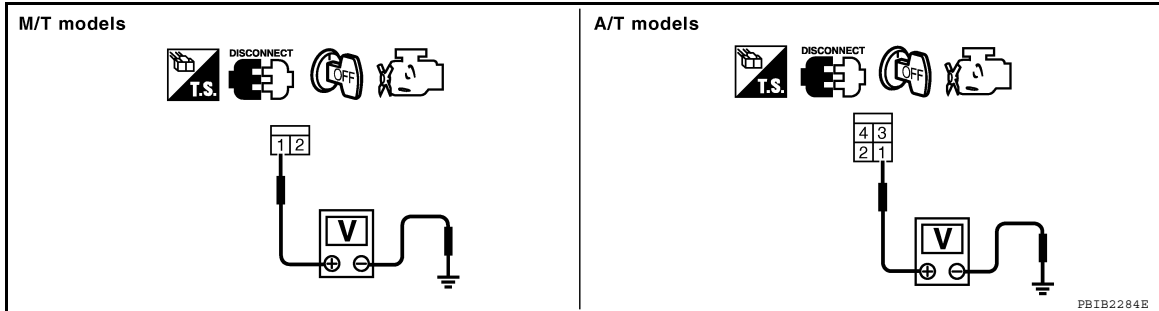 M/T models
DISCONNECT
T.S.
OFF
1 2
V
+ −
A/T models
DISCONNECT
T.S.
OFF
4 3
2 1
V
+ −
PBIB2284E